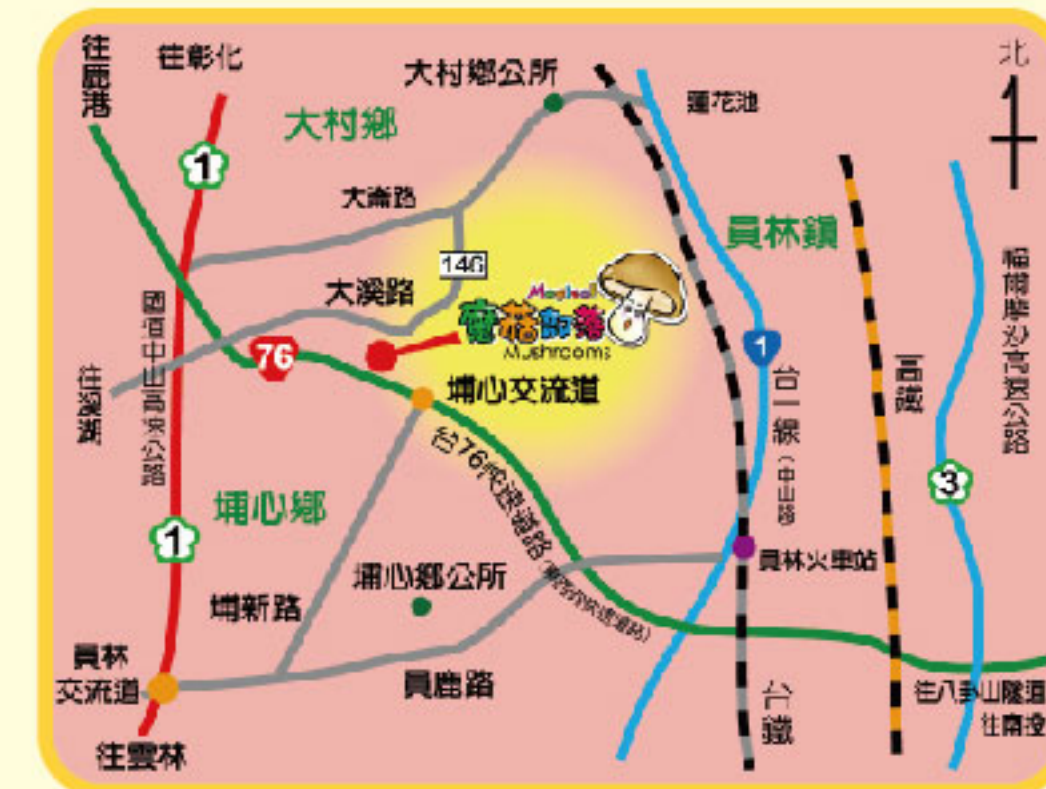 往鹿港
往彰化
大村鄉公所
北
1
大村鄉
蓮花池
大崙路
員林鎮
146
大溪路
Magical
魔菇部落
Mushrooms
1
76
國道中山高速公路
往溪湖
埔心交流道
台一線(中山路)
高鐵
福爾摩沙高速公路
3
台76快速道路
埔心鄉
1
埔心鄉公所
員林火車站
埔新路
員林
交流道
員鹿路
台鐵
往八卦山隧道
往南投
往雲林